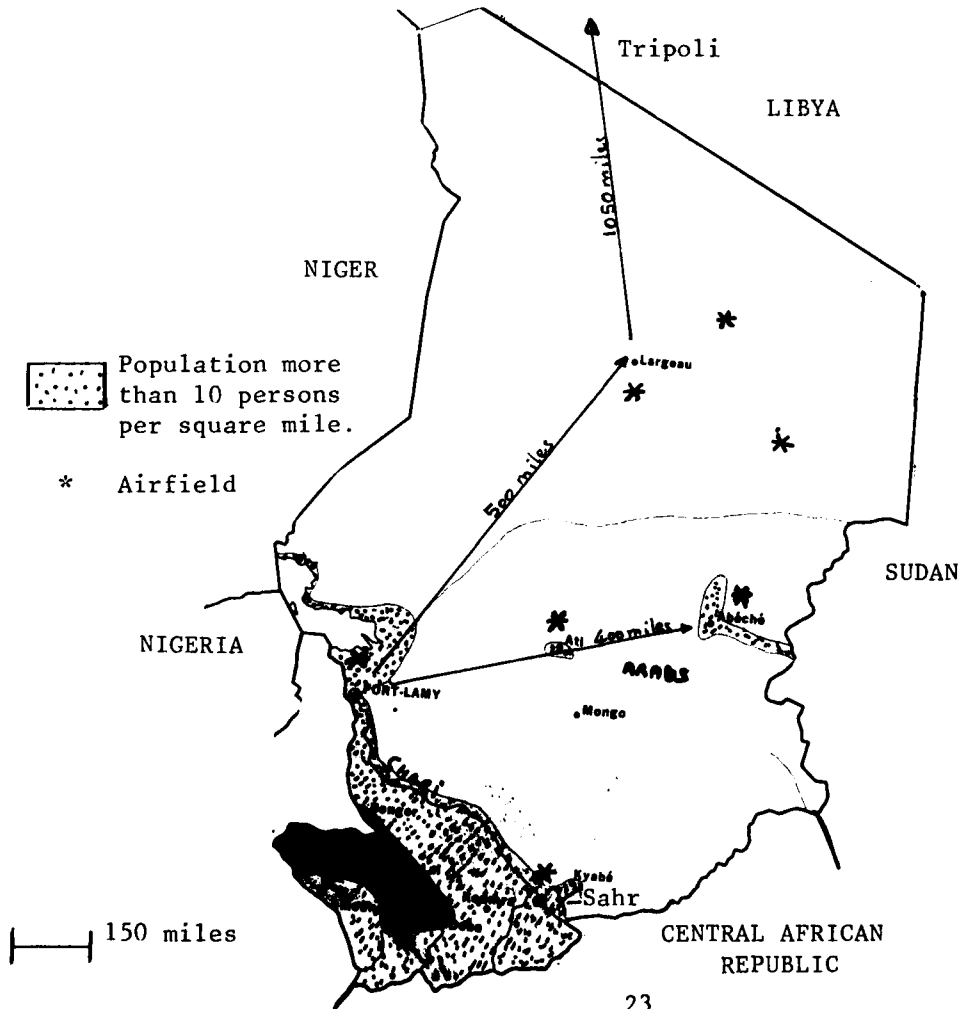 Tripoli
LIBYA
1050 miles
NIGER
Largeau
Population more
than 10 persons
per square mile.
* Airfield
500 miles
SUDAN
Abéché
Ati 400 miles
NIGERIA
ARABS
FORT-LAMY
Mongo
Chari
Kyabé
Sahr
150 miles
CENTRAL AFRICAN
REPUBLIC
23